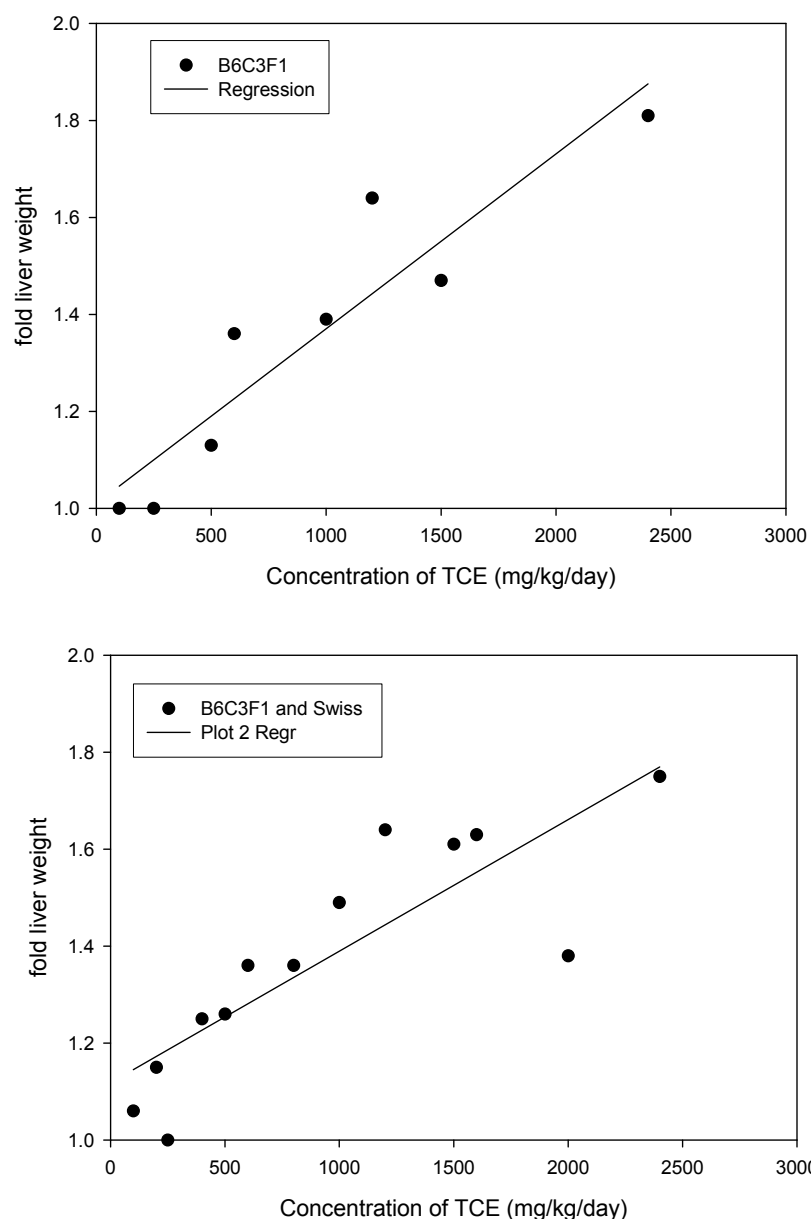 2.0
B6C3F1
Regression
1.8
1.6
fold liver weight
1.4
1.2
1.0
0 500 1000 1500 2000 2500 3000
Concentration of TCE (mg/kg/day)
2.0
B6C3F1 and Swiss
Plot 2 Regr
1.8
1.6
fold liver weight
1.4
1.2
1.0
0 500 1000 1500 2000 2500 3000
Concentration of TCE (mg/kg/day)